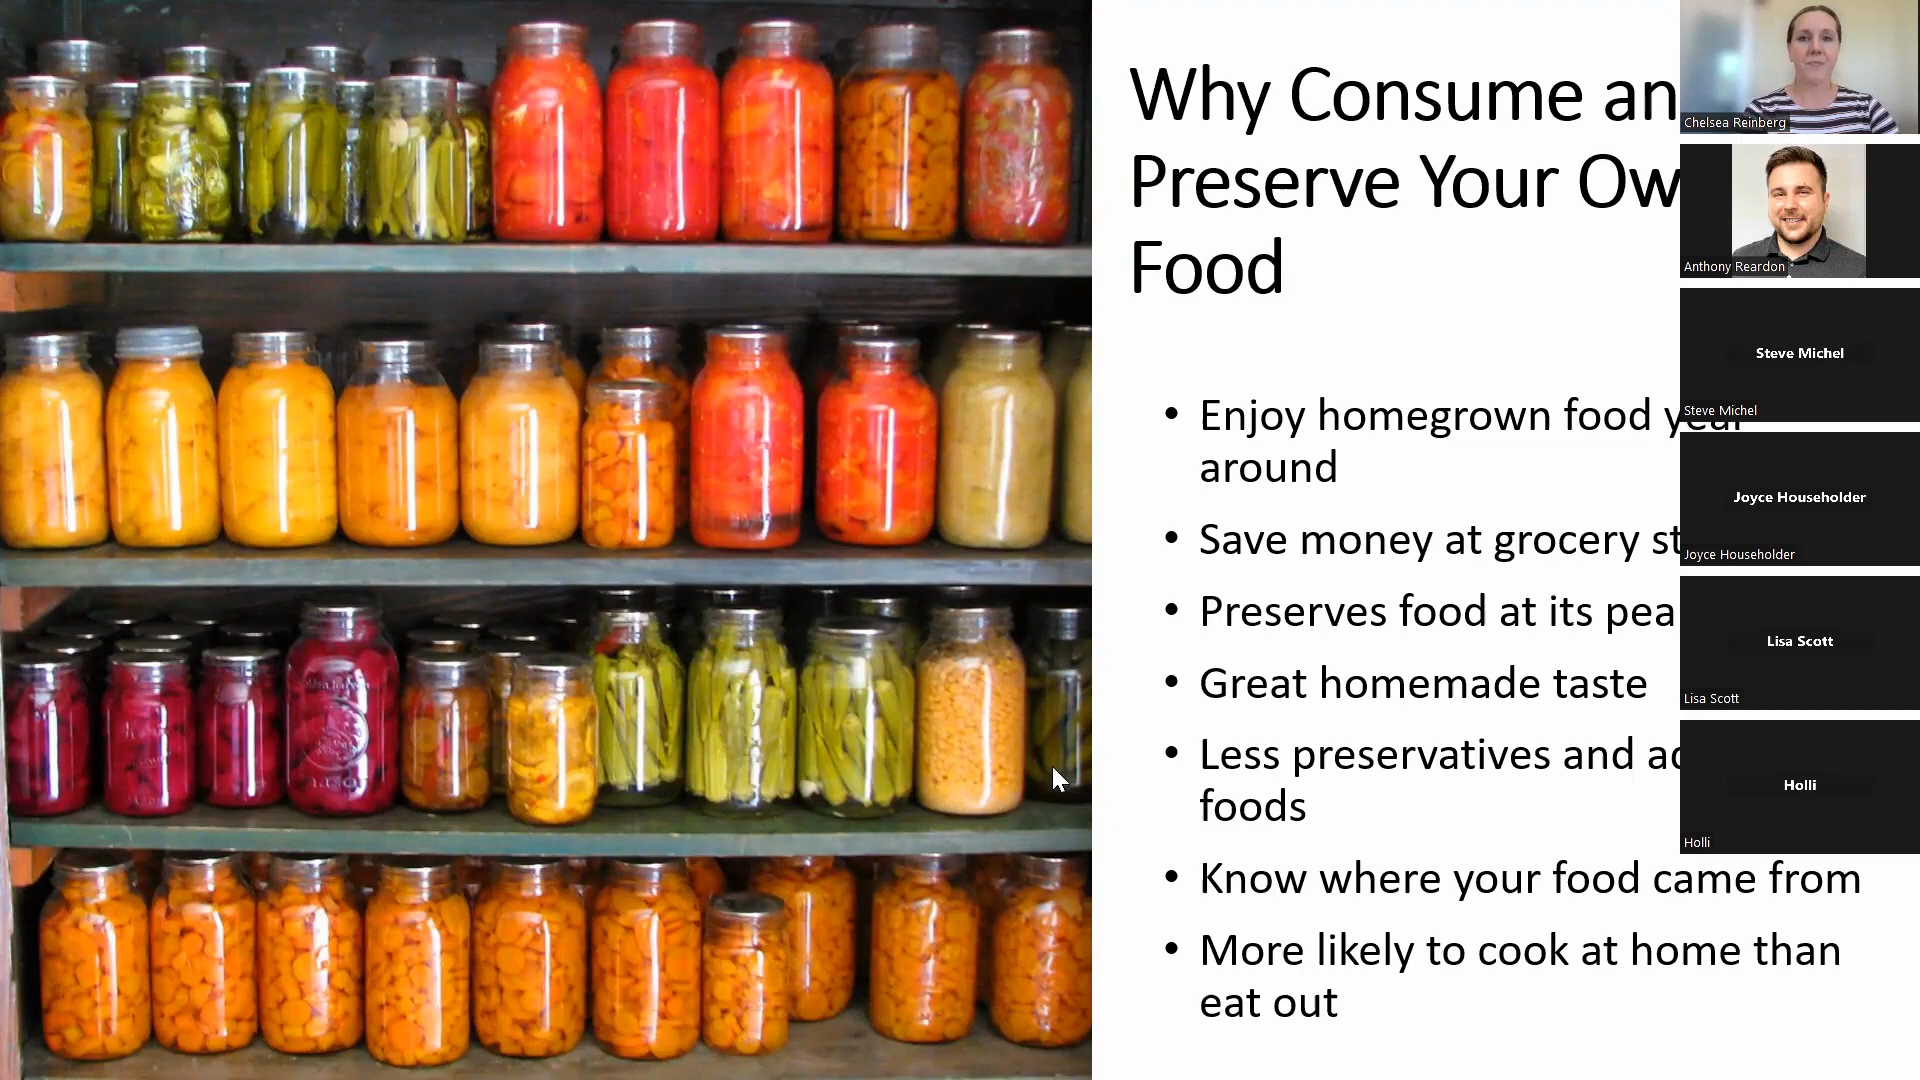 Why Consume an
Preserve Your Ow
Food
Enjoy homegrown food year
around
Save money at grocery st
Preserves food at its pea
Great homemade taste
Less preservatives and ad
foods
Know where your food came from
More likely to cook at home than
eat out
Chelsea Reinberg
Anthony Reardon
Steve Michel
Steve Michel
Joyce Householder
Joyce Householder
Lisa Scott
Lisa Scott
Holli
Holli